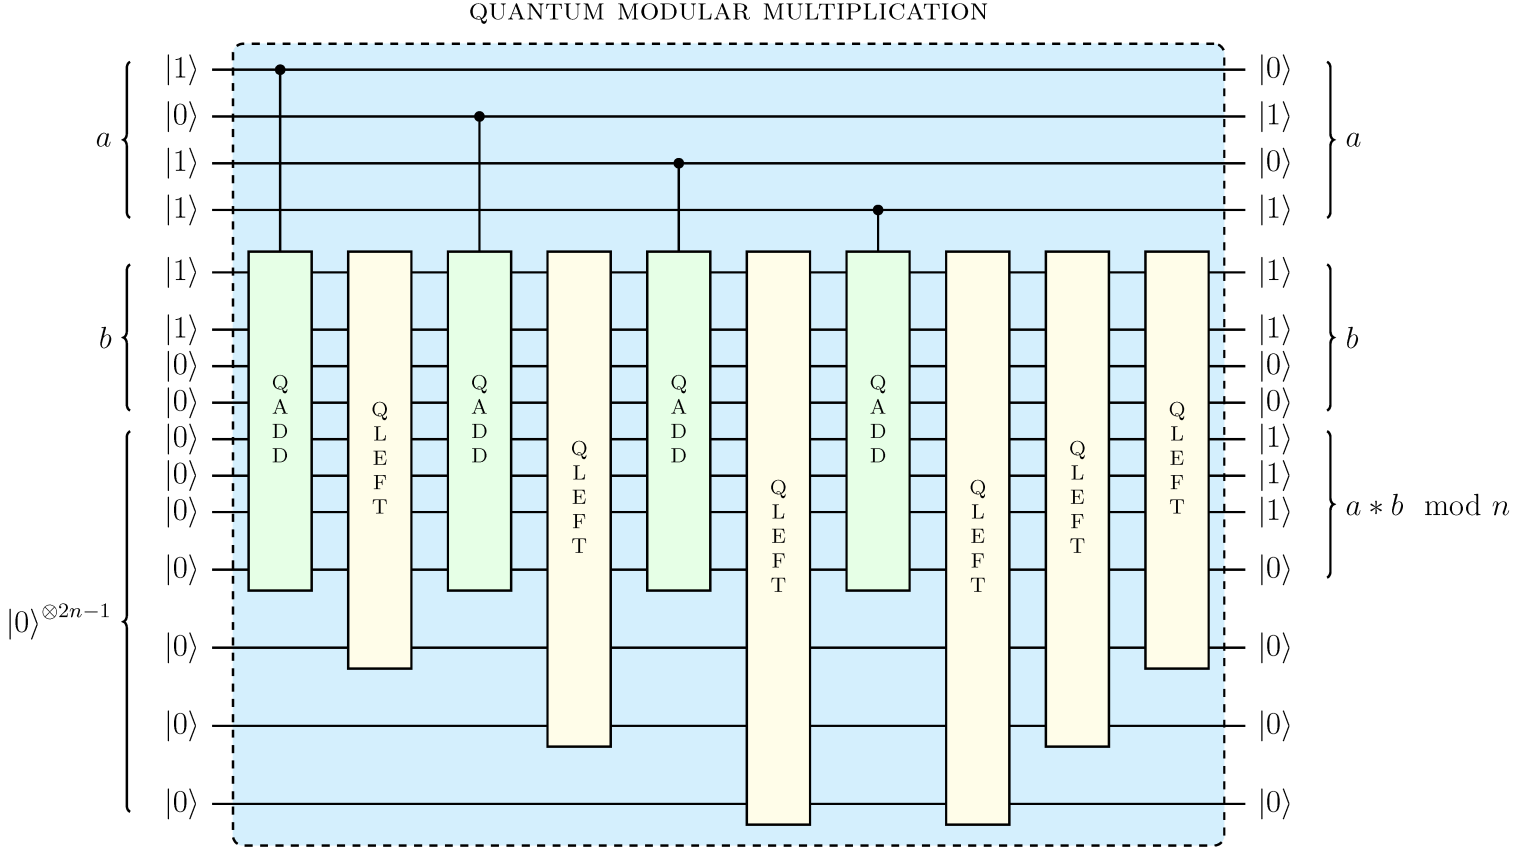 QUANTUM MODULAR MULTIPLICATION
|1⟩ |0⟩
|0⟩ |1⟩
a a
|1⟩ |0⟩
|1⟩ |1⟩
|1⟩ |1⟩
|1⟩ |1⟩
b b
|0⟩ |0⟩
|0⟩ |0⟩
|0⟩ |1⟩
|0⟩ |1⟩
|0⟩ |1⟩
a ∗ b mod n
|0⟩ |0⟩
|0⟩^{⊗2n−1}
|0⟩ |0⟩
|0⟩ |0⟩
|0⟩ |0⟩
QADD
QLEFT
QADD
QLEFT
QADD
QLEFT
QADD
QLEFT
QLEFT
QLEFT